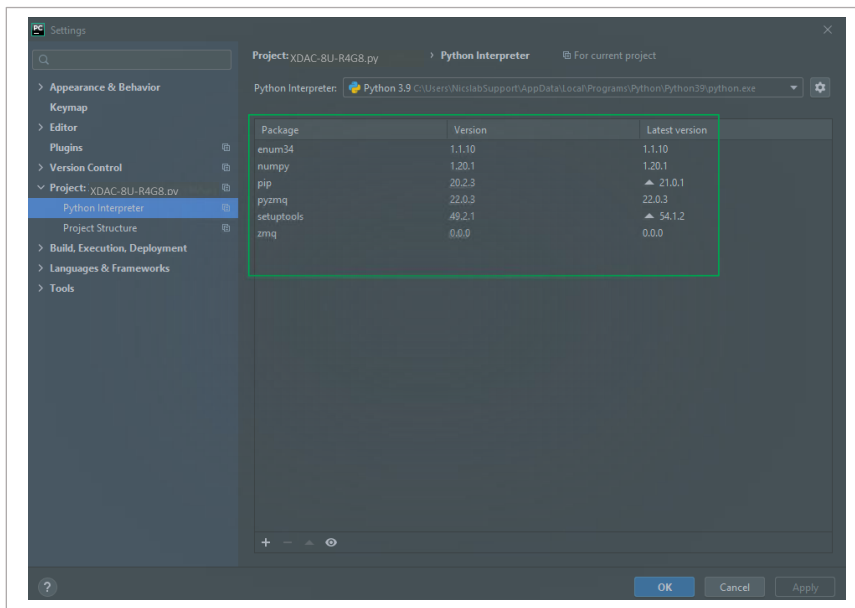 PC Settings
Project: XDAC-8U-R4G8.py > Python Interpreter For current project
Python Interpreter: Python 3.9 C:\Users\NicslabSupport\AppData\Local\Programs\Python\Python39\python.exe
> Appearance & Behavior
Keymap
> Editor
Plugins
> Version Control
Project: XDAC-8U-R4G8.py
Python Interpreter
Project Structure
> Build, Execution, Deployment
> Languages & Frameworks
> Tools
Package Version Latest version
enum34 1.1.10 1.1.10
numpy 1.20.1 1.20.1
pip 20.2.3 21.0.1
pyzmq 22.0.3 22.0.3
setuptools 49.2.1 54.1.2
zmq 0.0.0 0.0.0
? OK Cancel Apply